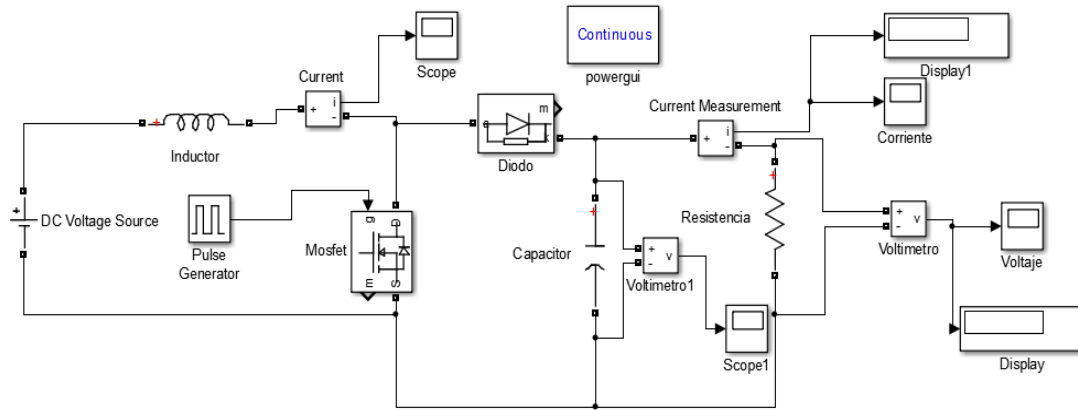 Continuous
powergui
Scope
Display1
Current
i
+
-
Current Measurement
i
+
-
Corriente
m
a
k
Diodo
+
Inductor
+
DC Voltage Source
Pulse
Generator
g
D
m
S
Mosfet
+
Capacitor
+
-
v
Voltimetro1
Scope1
+
Resistencia
+
-
v
Voltimetro
Voltaje
Display